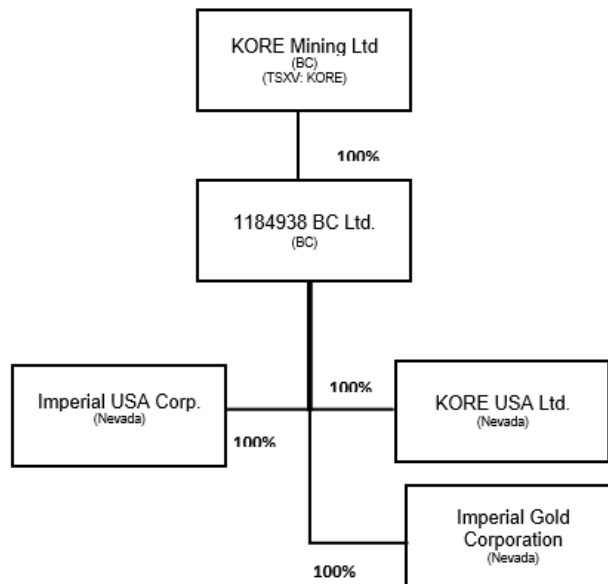 KORE Mining Ltd
(BC)
(TSXV: KORE)
100%
1184938 BC Ltd.
(BC)
Imperial USA Corp.
(Nevada)
100%
100%
KORE USA Ltd.
(Nevada)
Imperial Gold
Corporation
(Nevada)
100%